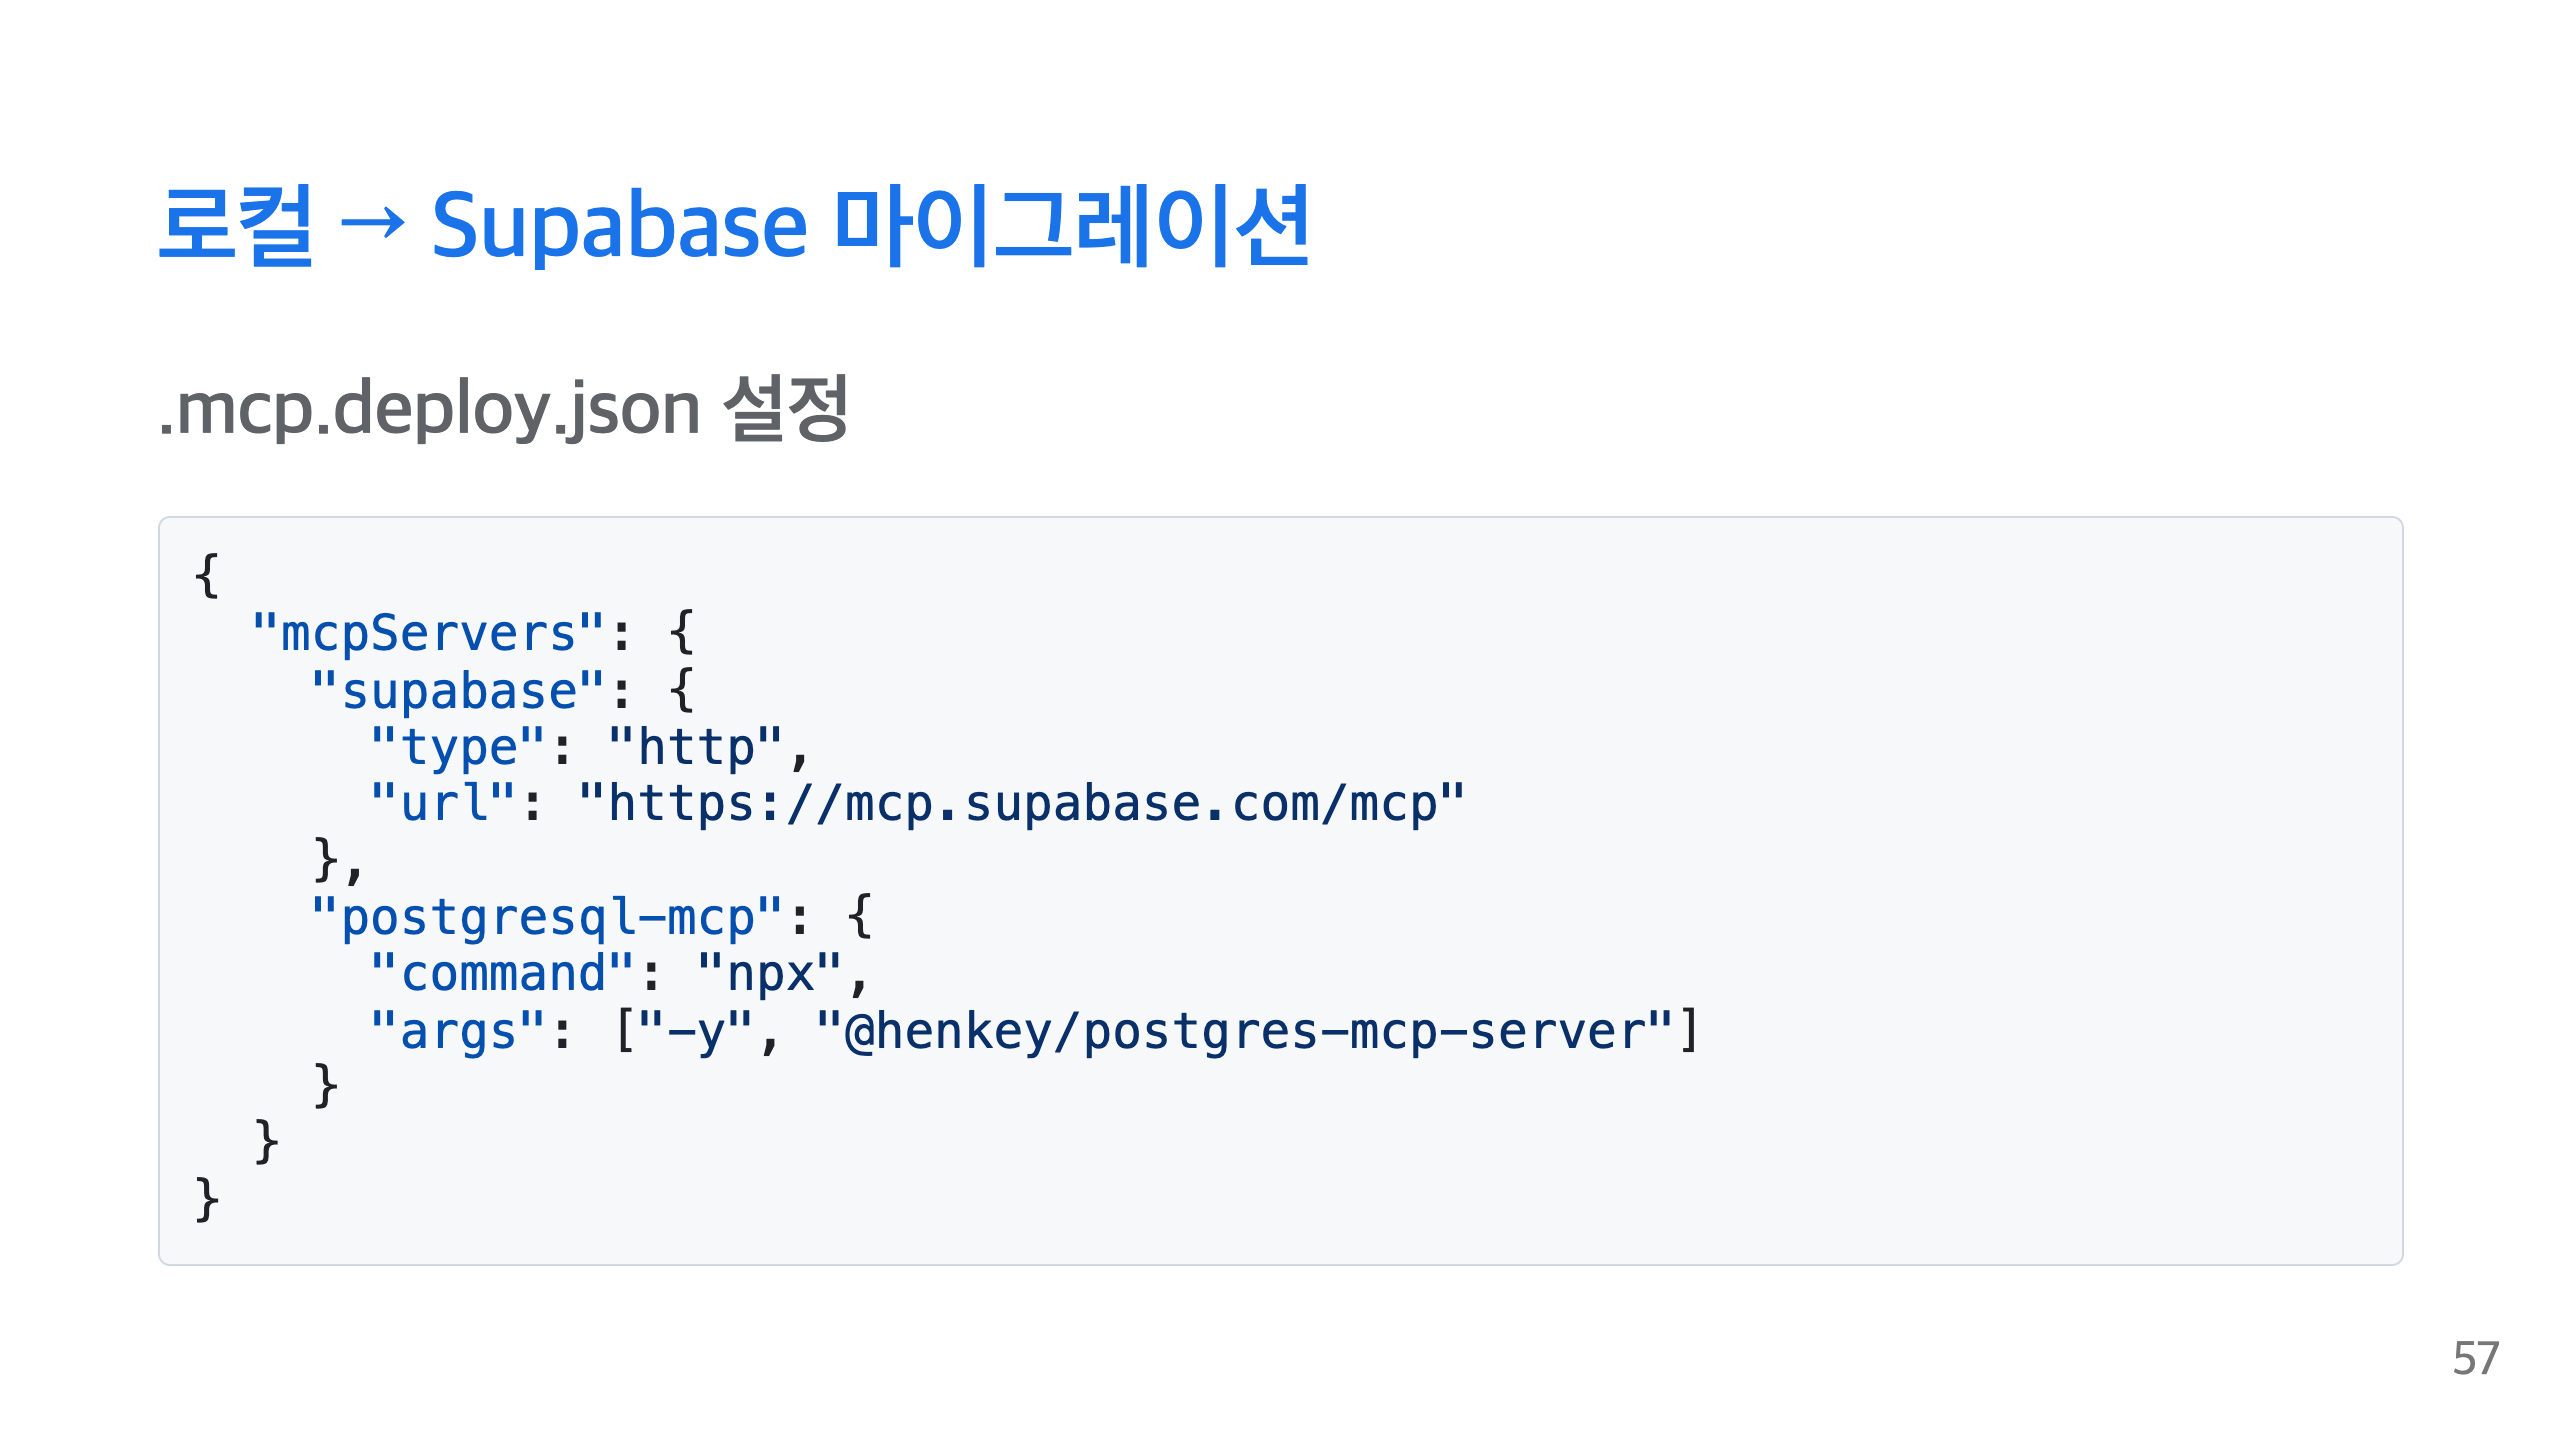 로컬 → Supabase 마이그레이션
.mcp.deploy.json 설정
{
  "mcpServers": {
    "supabase": {
      "type": "http",
      "url": "https://mcp.supabase.com/mcp"
    },
    "postgresql-mcp": {
      "command": "npx",
      "args": ["-y", "@henkey/postgres-mcp-server"]
    }
  }
}
57